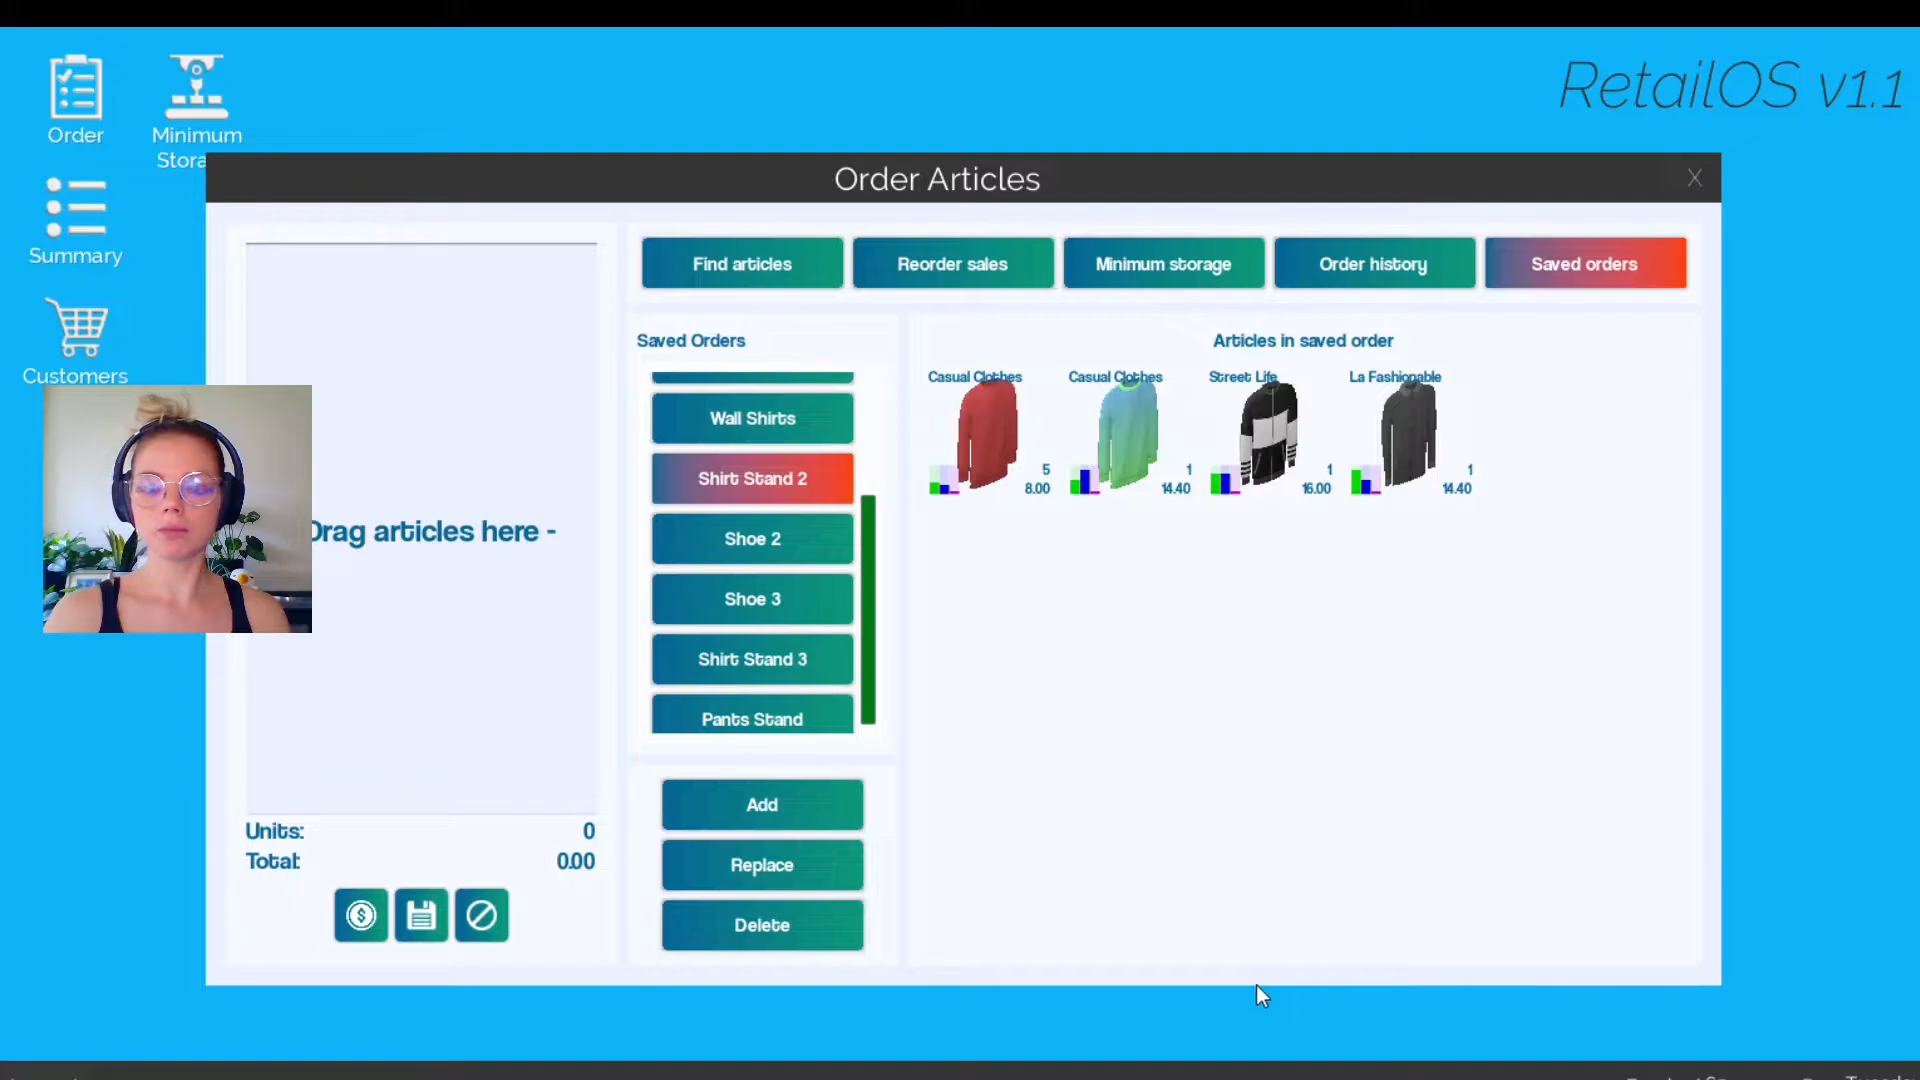 RetailOS v1.1
Order
Minimum
Stora
Summary
Customers
Order Articles
X
Find articles
Reorder sales
Minimum storage
Order history
Saved orders
Drag articles here -
Units:
0
Total:
0.00
Saved Orders
Wall Shirts
Shirt Stand 2
Shoe 2
Shoe 3
Shirt Stand 3
Pants Stand
Add
Replace
Delete
Articles in saved order
Casual Clothes
5
8.00
Casual Clothes
1
14.40
Street Life
1
16.00
La Fashionable
1
14.40